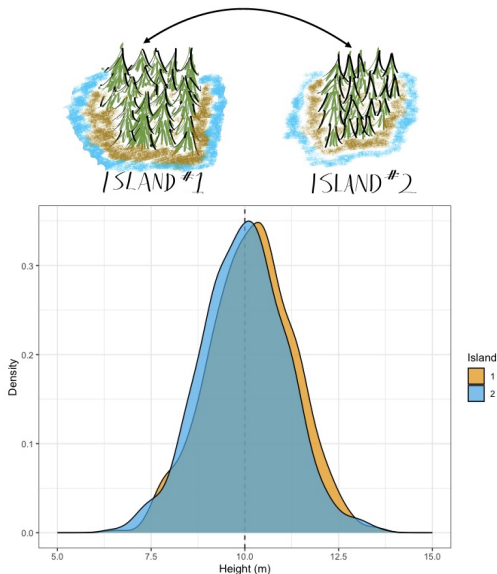 ISLAND #1
ISLAND #2
Density
0.3
0.2
0.1
0.0
5.0
7.5
10.0
12.5
15.0
Height (m)
Island
1
2